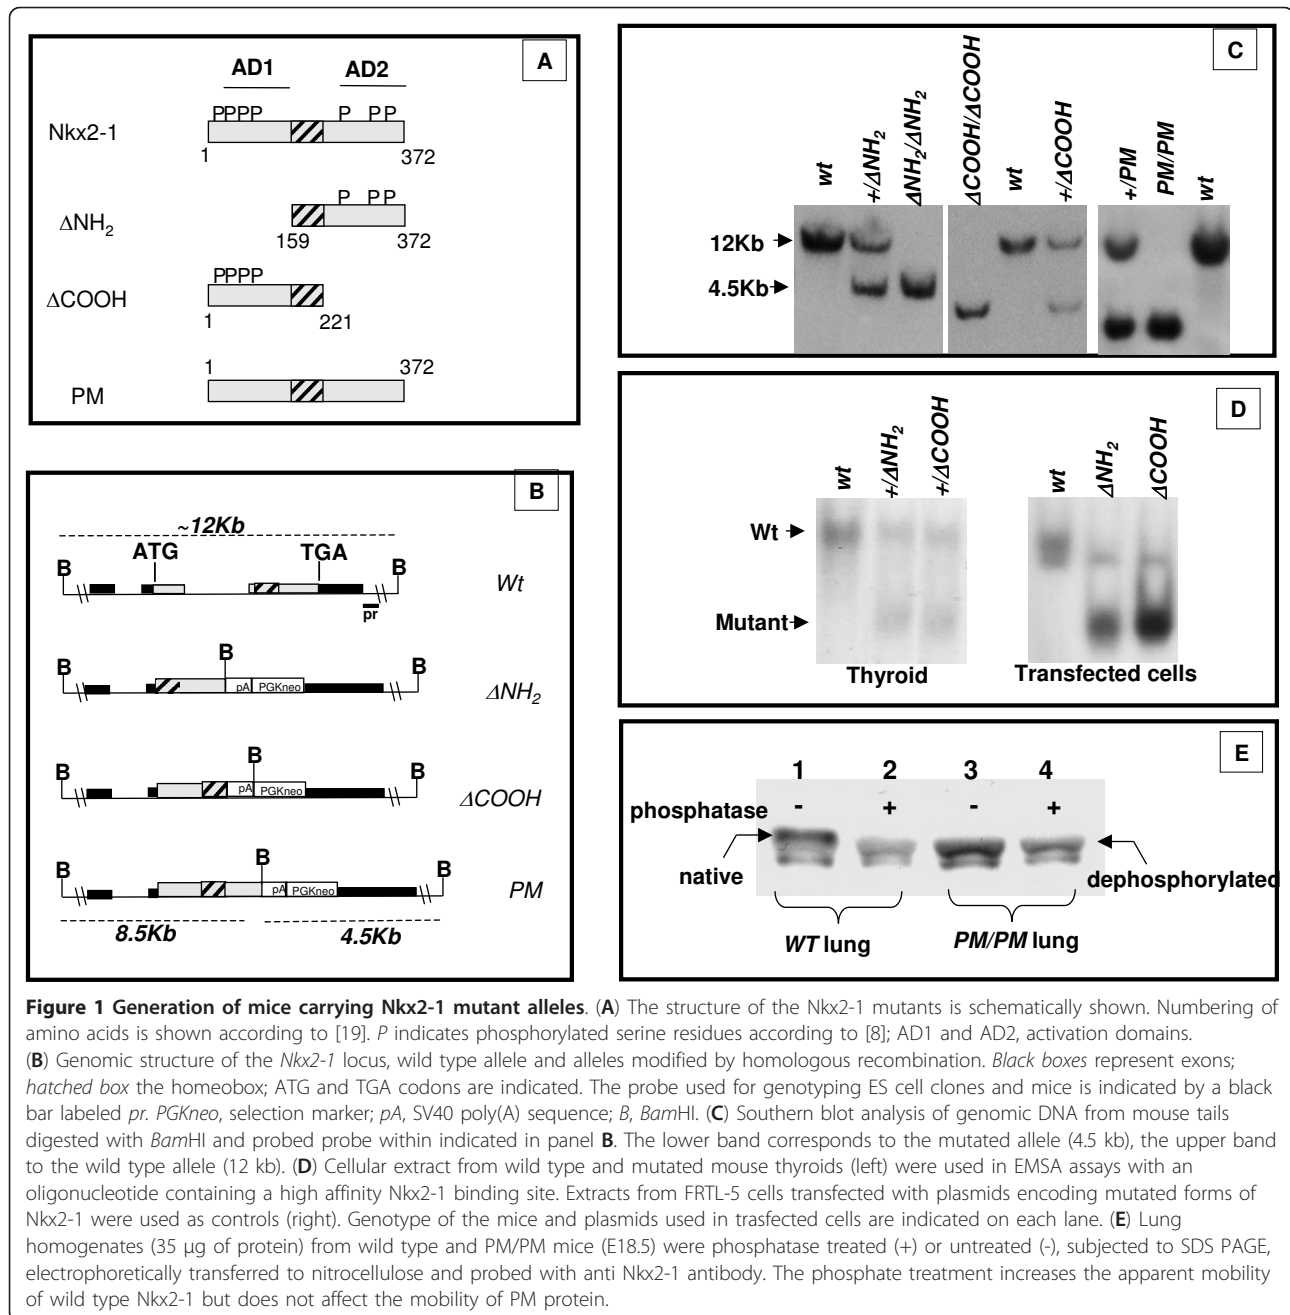 A
AD1 AD2
PPPP P P P
Nkx2-1
1 372
P P P
ΔNH2
159 372
PPPP
ΔCOOH
1 221
1 372
PM
B
~12Kb
ATG TGA
B B
Wt
pr
B B B
pA PGKneo
ΔNH2
B B B
pA PGKneo
ΔCOOH
B B B
pA PGKneo
PM
8.5Kb 4.5Kb
C
wt +/ΔNH2 ΔNH2/ΔNH2 ΔCOOH/ΔCOOH wt +/ΔCOOH +/PM PM/PM wt
12Kb
4.5Kb
D
wt +/ΔNH2 +/ΔCOOH wt ΔNH2 ΔCOOH
Wt
Mutant
Thyroid Transfected cells
E
1 2 3 4
phosphatase - + - +
native dephosphorylated
WT lung PM/PM lung
Figure 1 Generation of mice carrying Nkx2-1 mutant alleles. (A) The structure of the Nkx2-1 mutants is schematically shown. Numbering of
amino acids is shown according to [19]. P indicates phosphorylated serine residues according to [8]; AD1 and AD2, activation domains.
(B) Genomic structure of the Nkx2-1 locus, wild type allele and alleles modified by homologous recombination. Black boxes represent exons;
hatched box the homeobox; ATG and TGA codons are indicated. The probe used for genotyping ES cell clones and mice is indicated by a black
bar labeled pr. PGKneo, selection marker; pA, SV40 poly(A) sequence; B, BamHI. (C) Southern blot analysis of genomic DNA from mouse tails
digested with BamHI and probed probe within indicated in panel B. The lower band corresponds to the mutated allele (4.5 kb), the upper band
to the wild type allele (12 kb). (D) Cellular extract from wild type and mutated mouse thyroids (left) were used in EMSA assays with an
oligonucleotide containing a high affinity Nkx2-1 binding site. Extracts from FRTL-5 cells transfected with plasmids encoding mutated forms of
Nkx2-1 were used as controls (right). Genotype of the mice and plasmids used in trasfected cells are indicated on each lane. (E) Lung
homogenates (35 μg of protein) from wild type and PM/PM mice (E18.5) were phosphatase treated (+) or untreated (-), subjected to SDS PAGE,
electrophoretically transferred to nitrocellulose and probed with anti Nkx2-1 antibody. The phosphate treatment increases the apparent mobility
of wild type Nkx2-1 but does not affect the mobility of PM protein.